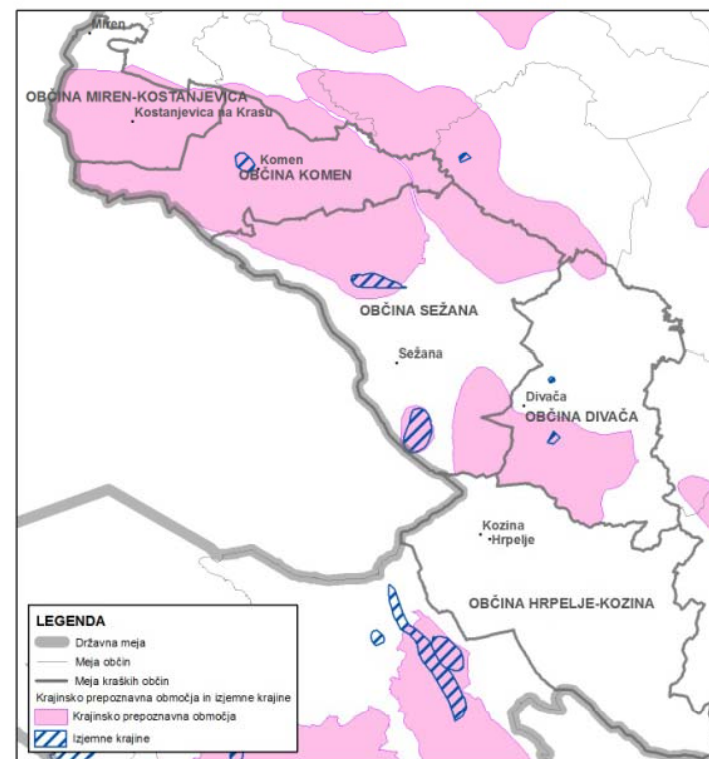 Miren
OBČINA MIREN-KOSTANJEVICA
Kostanjevica na Krasu
Komen
OBČINA KOMEN
OBČINA SEŽANA
Sežana
Divača
OBČINA DIVAČA
Kozina
Hrpelje
OBČINA HRPELJE-KOZINA
LEGENDA
Državna meja
Meja občin
Meja kraških občin
Krajinsko prepoznavna območja in izjemne krajine
Krajinsko prepoznavna območja
Izjemne krajine